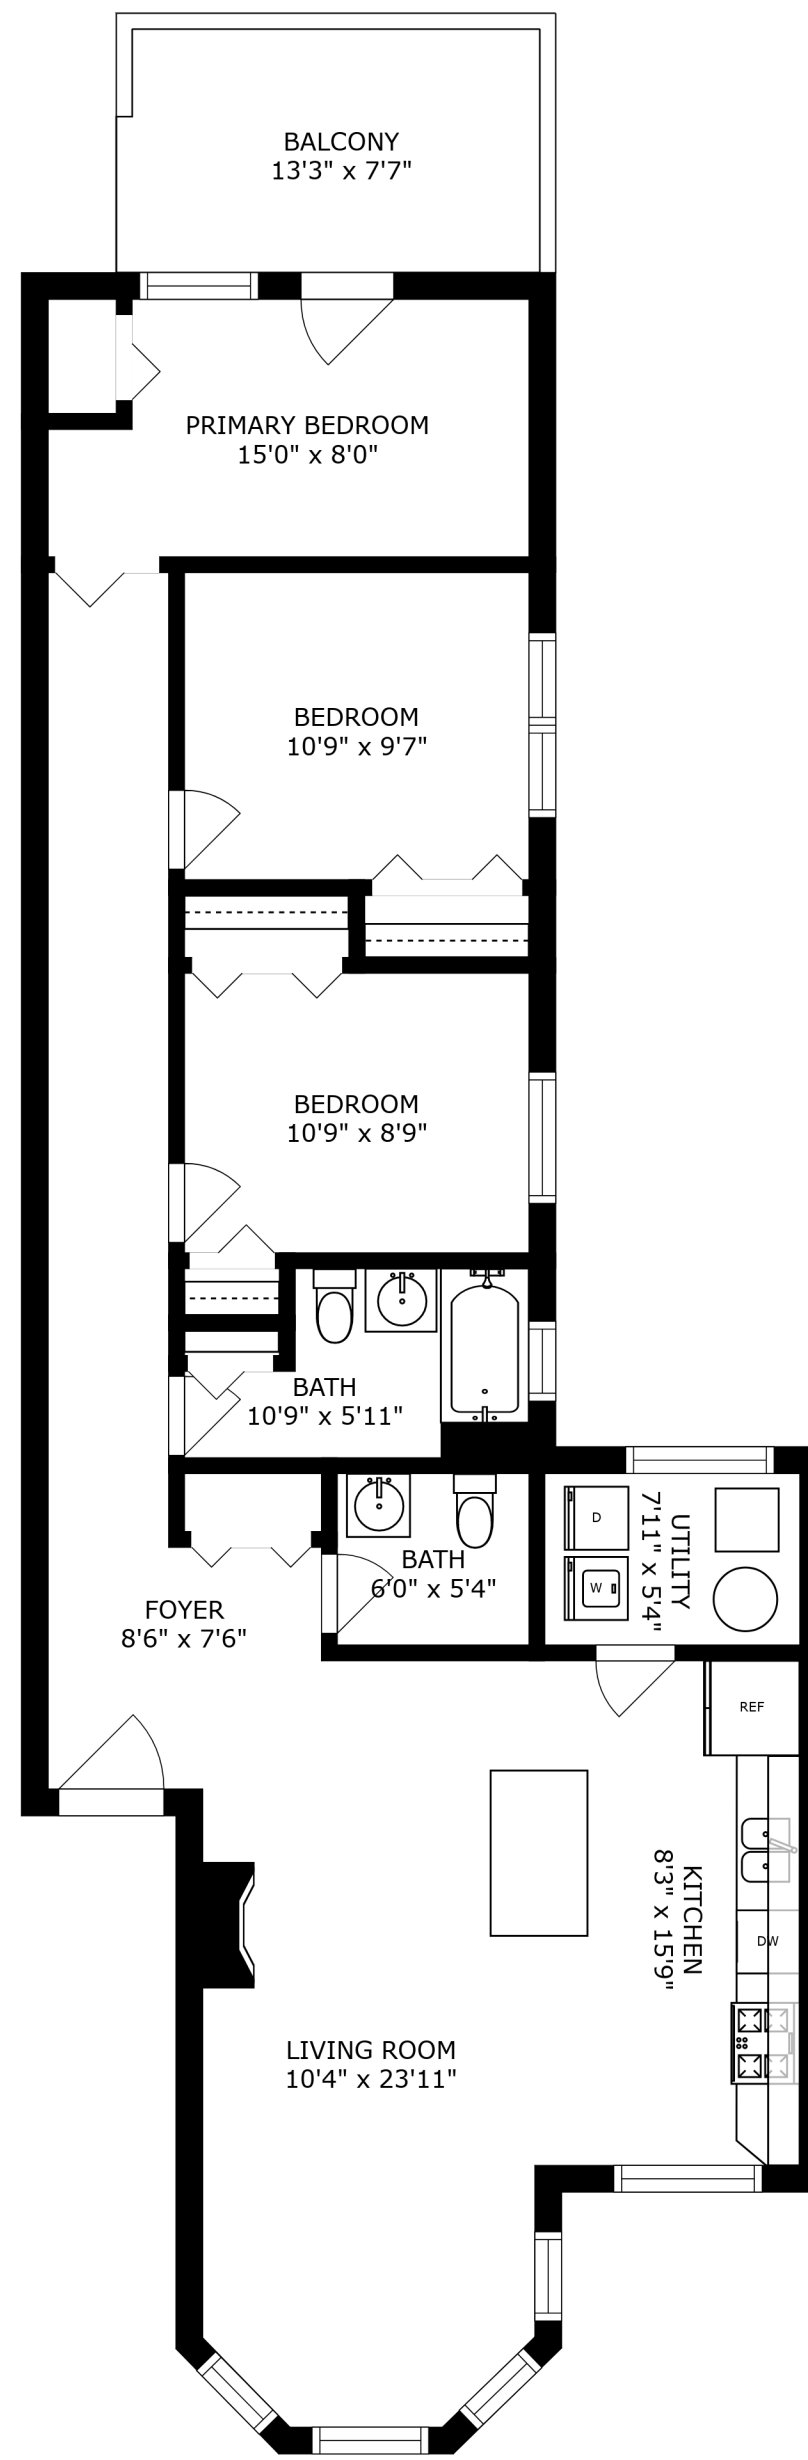 BALCONY
13'3" x 7'7"
PRIMARY BEDROOM
15'0" x 8'0"
BEDROOM
10'9" x 9'7"
BEDROOM
10'9" x 8'9"
BATH
10'9" x 5'11"
D
W
UTILITY
7'11" x 5'4"
BATH
6'0" x 5'4"
FOYER
8'6" x 7'6"
REF
KITCHEN
8'3" x 15'9"
DW
LIVING ROOM
10'4" x 23'11"